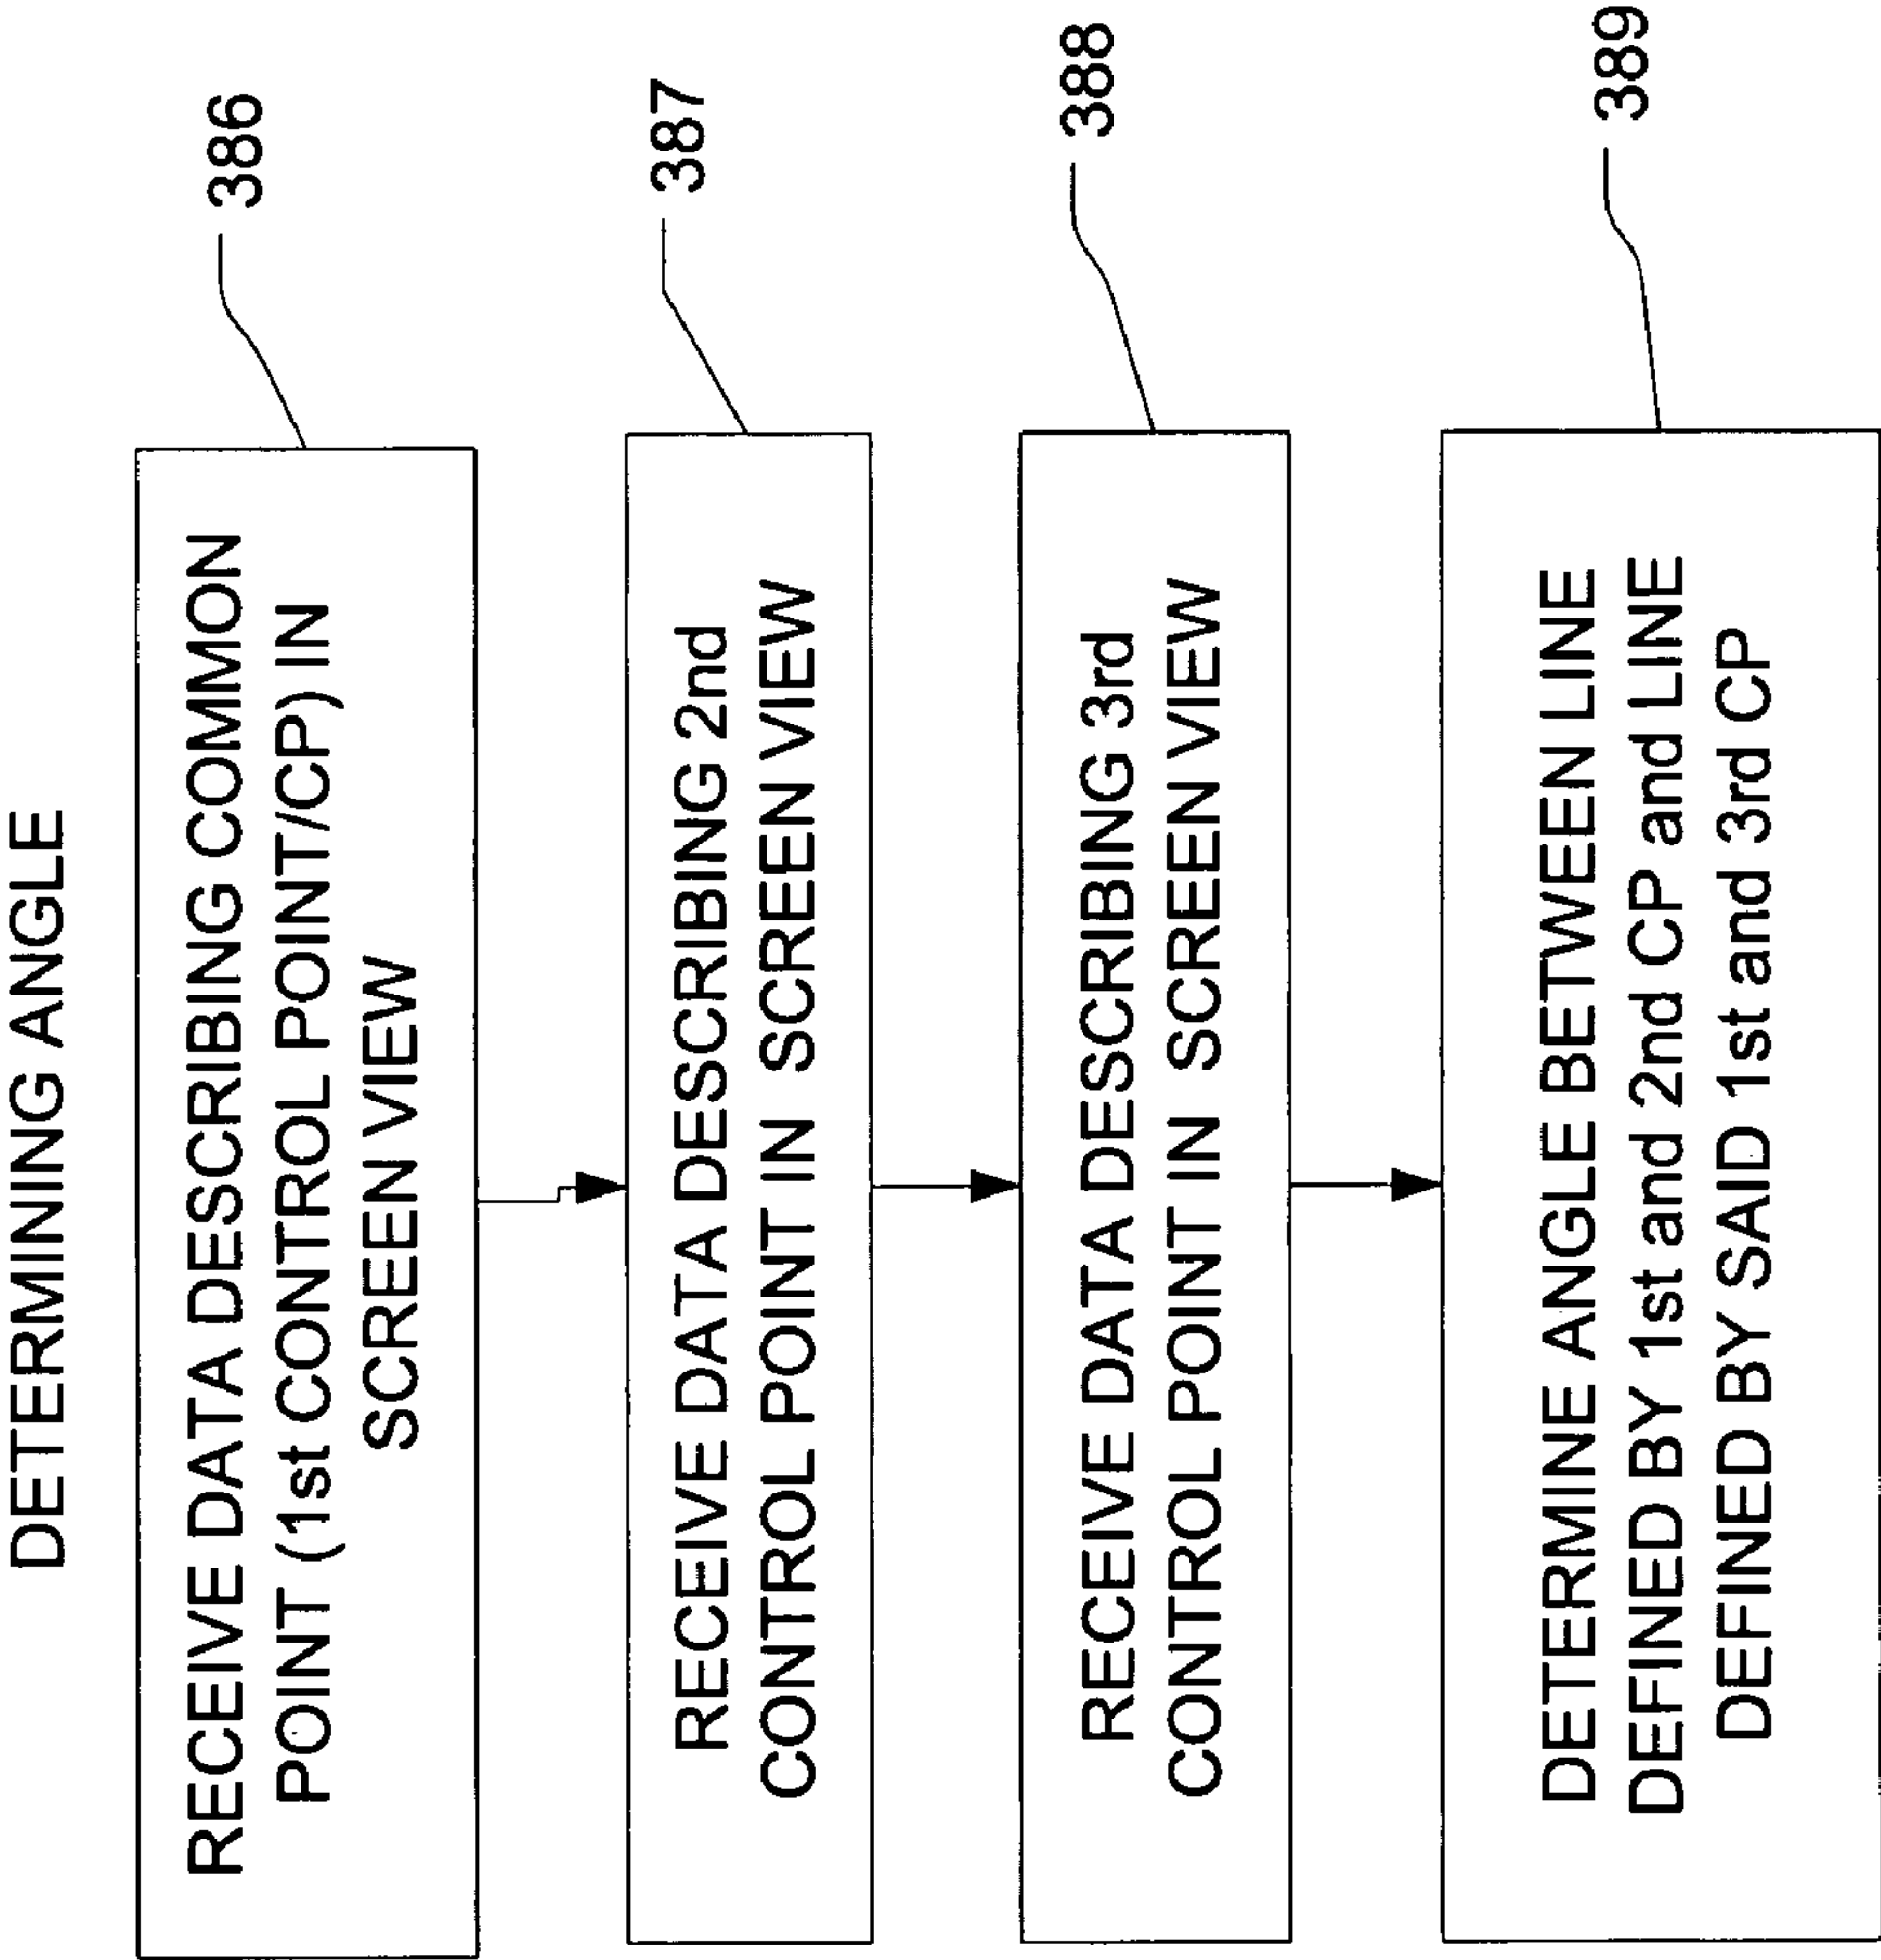 DETERMINING ANGLE
RECEIVE DATA DESCRIBING COMMON
POINT (1st CONTROL POINT/CP) IN
SCREEN VIEW
386
RECEIVE DATA DESCRIBING 2nd
CONTROL POINT IN SCREEN VIEW
387
RECEIVE DATA DESCRIBING 3rd
CONTROL POINT IN SCREEN VIEW
388
DETERMINE ANGLE BETWEEN LINE
DEFINED BY 1st and 2nd CP and LINE
DEFINED BY SAID 1st and 3rd CP
389